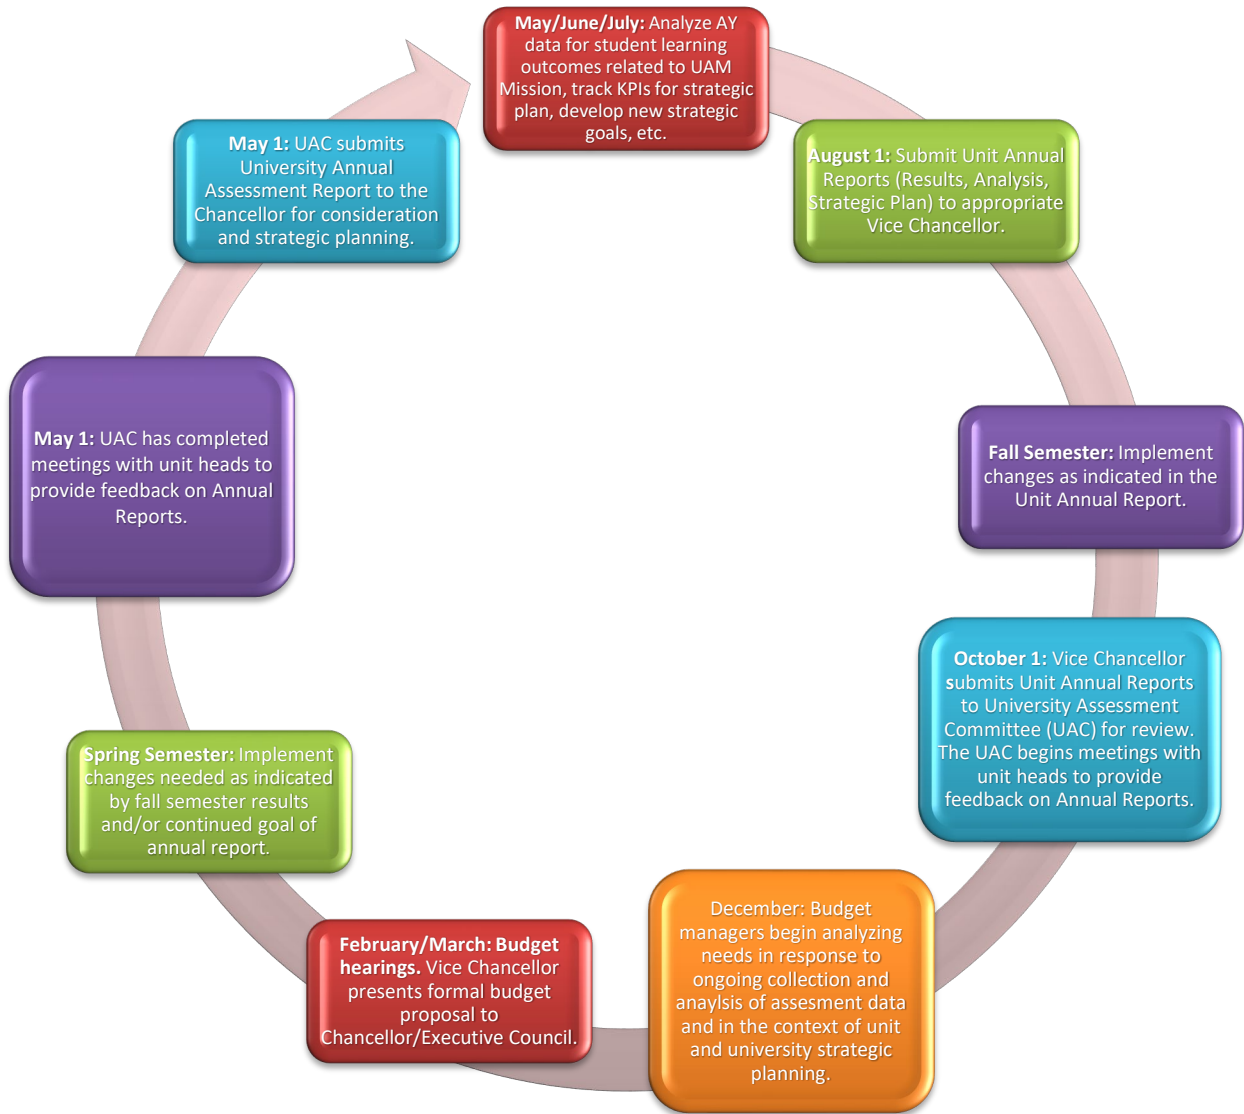 May/June/July: Analyze AY
data for student learning
outcomes related to UAM
Mission, track KPIs for strategic
plan, develop new strategic
goals, etc.
August 1: Submit Unit Annual
Reports (Results, Analysis,
Strategic Plan) to appropriate
Vice Chancellor.
Fall Semester: Implement
changes as indicated in the
Unit Annual Report.
October 1: Vice Chancellor
submits Unit Annual Reports
to University Assessment
Committee (UAC) for review.
The UAC begins meetings with
unit heads to provide
feedback on Annual Reports.
December: Budget
managers begin analyzing
needs in response to
ongoing collection and
anaylsis of assesment data
and in the context of unit
and university strategic
planning.
February/March: Budget
hearings. Vice Chancellor
presents formal budget
proposal to
Chancellor/Executive Council.
Spring Semester: Implement
changes needed as indicated
by fall semester results
and/or continued goal of
annual report.
May 1: UAC has completed
meetings with unit heads to
provide feedback on Annual
Reports.
May 1: UAC submits
University Annual
Assessment Report to the
Chancellor for consideration
and strategic planning.